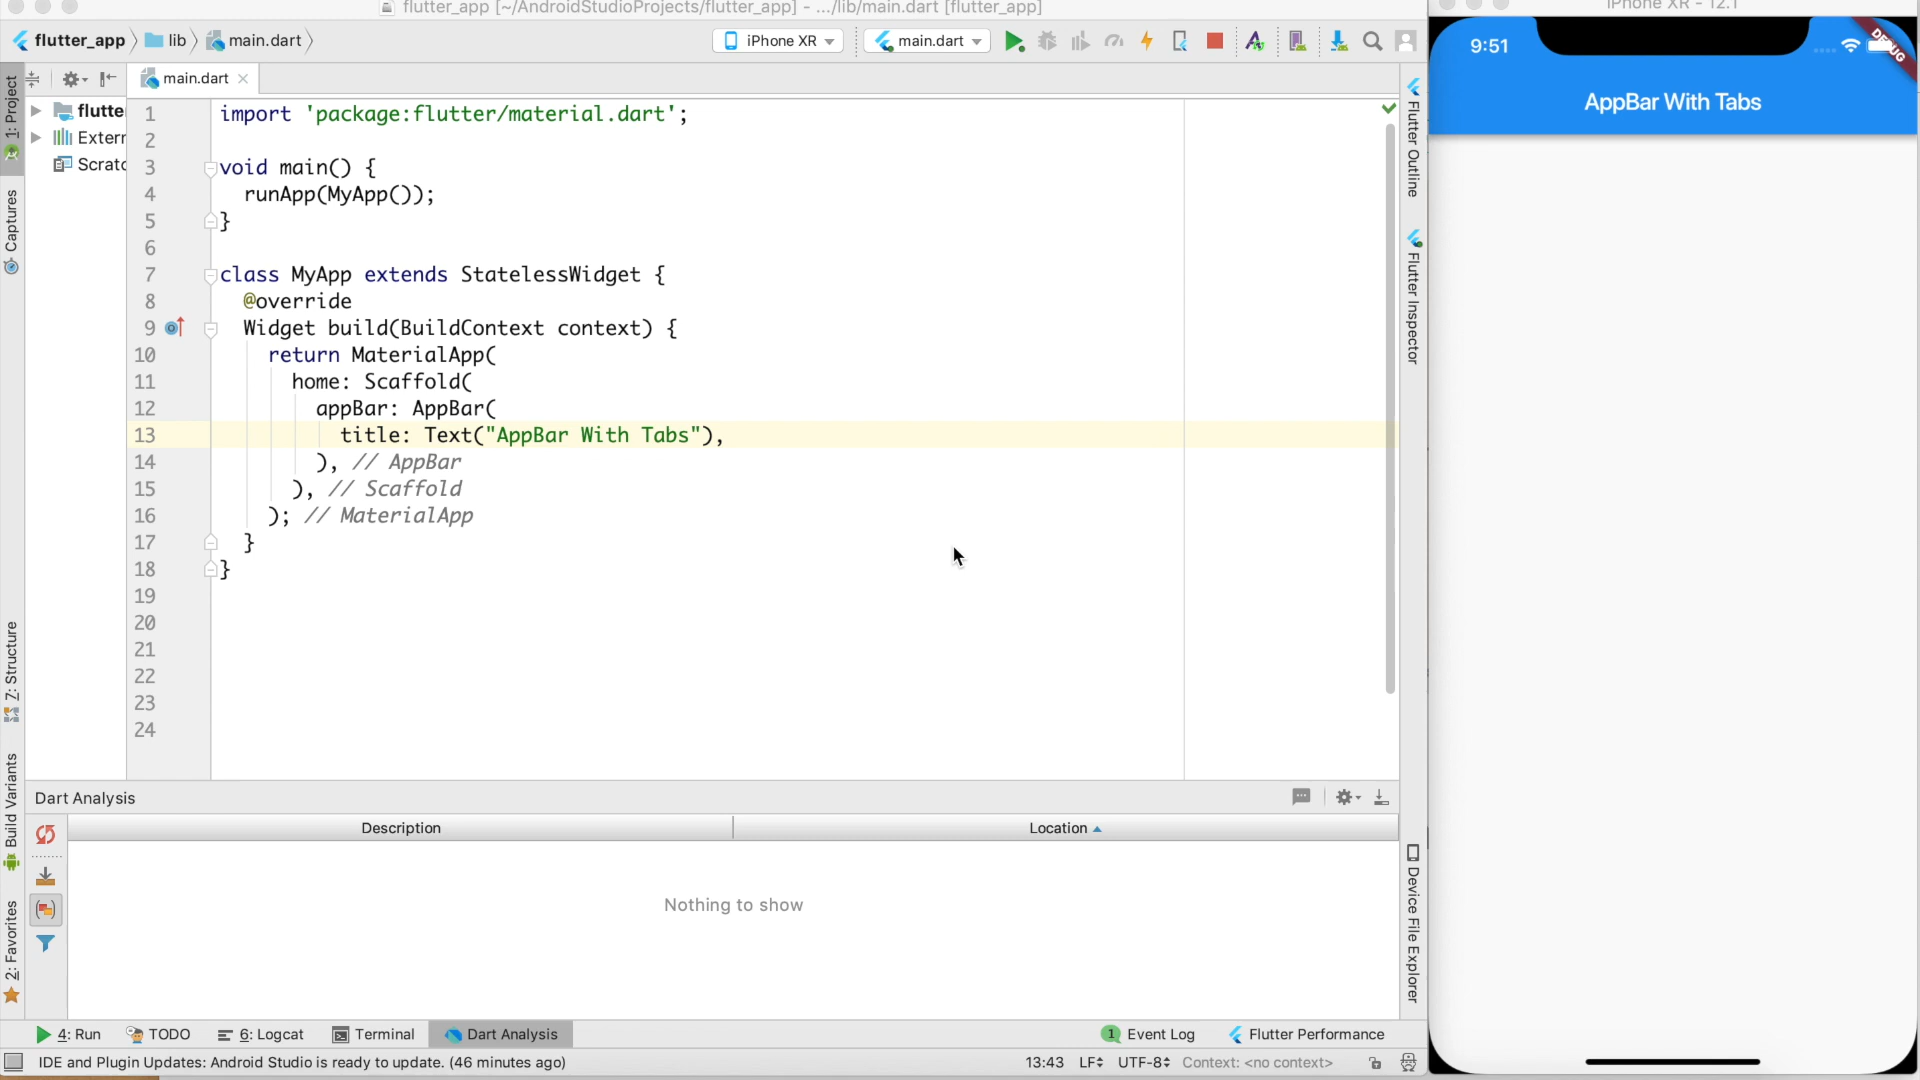 flutter_app [~/AndroidStudioProjects/flutter_app] - .../lib/main.dart [flutter_app]
iPhone XR - 12.1
flutter_app lib main.dart
iPhone XR main.dart
9:51
DEBUG
AppBar With Tabs
1: Project
main.dart
flutte
Extern
Scratc
Captures
7: Structure
Build Variants
2: Favorites
1 import 'package:flutter/material.dart';
2
3 void main() {
4 runApp(MyApp());
5 }
6
7 class MyApp extends StatelessWidget {
8 @override
9 Widget build(BuildContext context) {
10 return MaterialApp(
11 home: Scaffold(
12 appBar: AppBar(
13 title: Text("AppBar With Tabs"),
14 ), // AppBar
15 ), // Scaffold
16 ); // MaterialApp
17 }
18 }
19
20
21
22
23
24
Flutter Outline
Flutter Inspector
Device File Explorer
Dart Analysis
Description Location
Nothing to show
4: Run TODO 6: Logcat Terminal Dart Analysis 1 Event Log Flutter Performance
IDE and Plugin Updates: Android Studio is ready to update. (46 minutes ago) 13:43 LF UTF-8 Context: <no context>